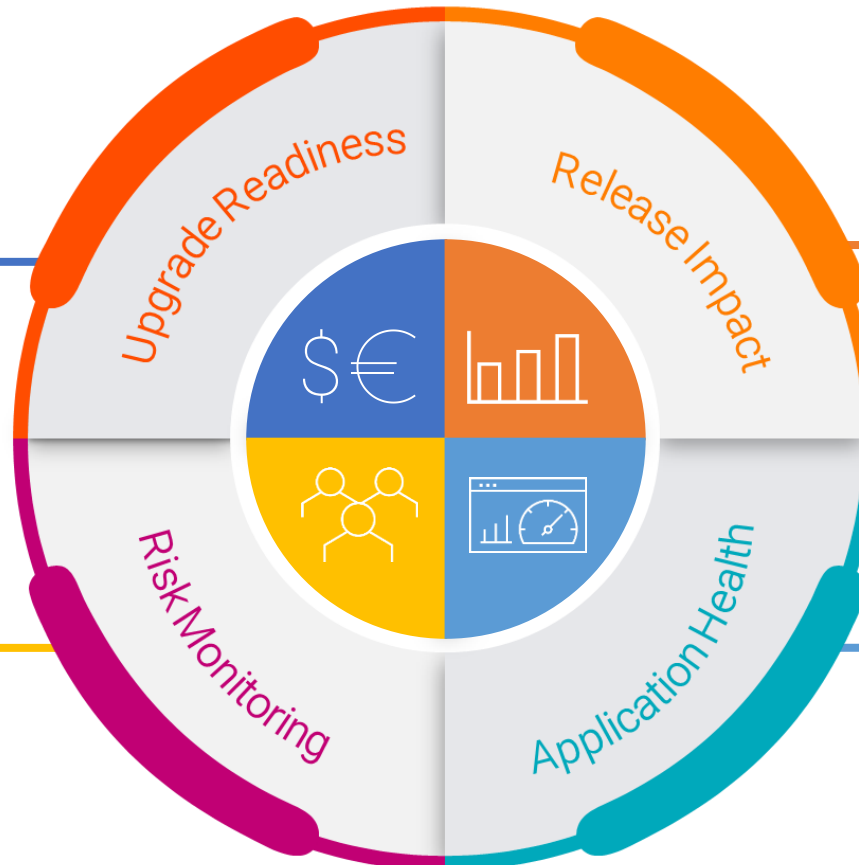 Upgrade Readiness
Release Impact
$€
Risk Monitoring
Application Health